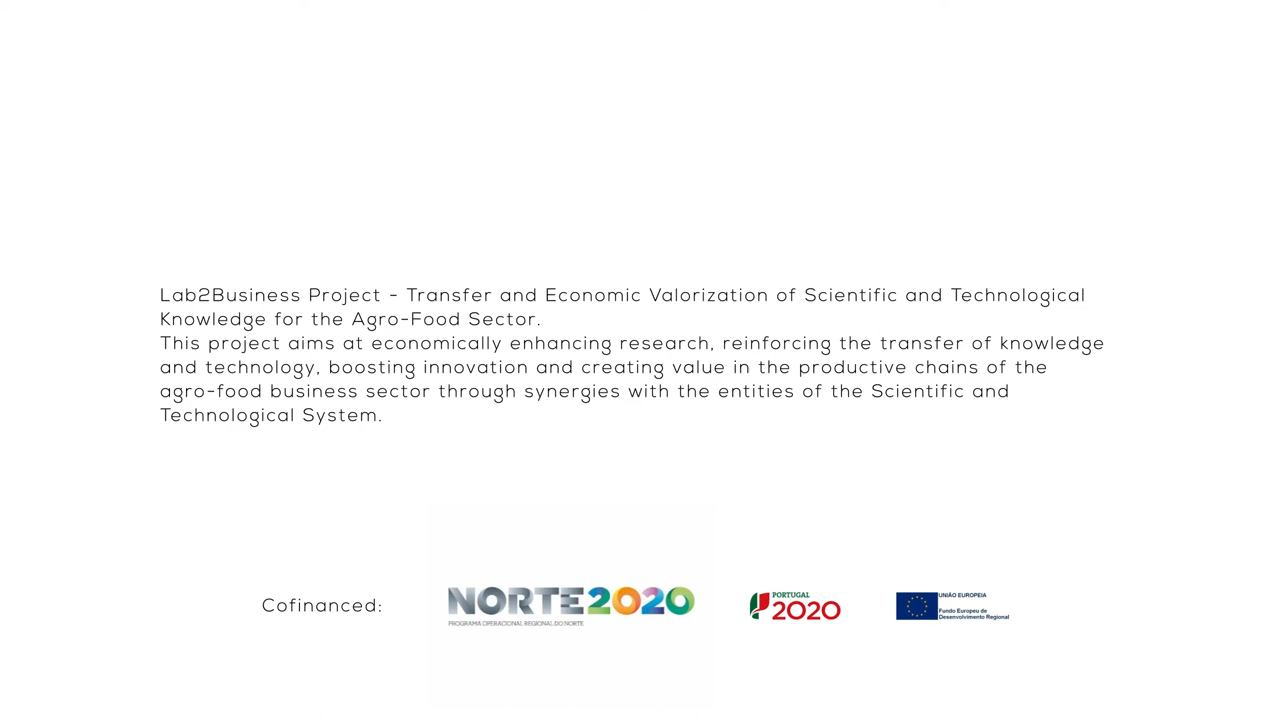 Lab2Business Project - Transfer and Economic Valorization of Scientific and Technological
Knowledge for the Agro-Food Sector.
This project aims at economically enhancing research, reinforcing the transfer of knowledge
and technology, boosting innovation and creating value in the productive chains of the
agro-food business sector through synergies with the entities of the Scientific and
Technological System.
Cofinanced:
NORTE2020
PROGRAMA OPERACIONAL REGIONAL DO NORTE
PORTUGAL
2020
UNIÃO EUROPEIA
Fundo Europeu de
Desenvolvimento Regional